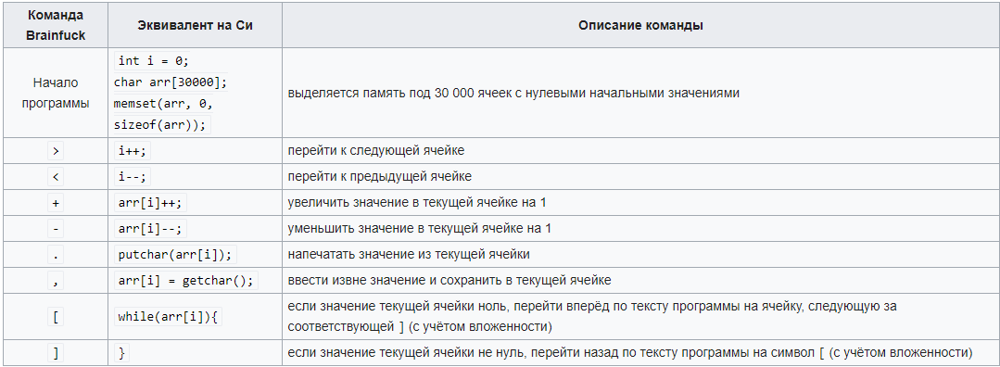 Команда Brainfuck
Эквивалент на Си
Описание команды
Начало программы
int i = 0;
char arr[30000];
memset(arr, 0,
sizeof(arr));
выделяется память под 30 000 ячеек с нулевыми начальными значениями
>
i++;
перейти к следующей ячейке
<
i--;
перейти к предыдущей ячейке
+
arr[i]++;
увеличить значение в текущей ячейке на 1
-
arr[i]--;
уменьшить значение в текущей ячейке на 1
.
putchar(arr[i]);
напечатать значение из текущей ячейки
,
arr[i] = getchar();
ввести извне значение и сохранить в текущей ячейке
[
while(arr[i]){
если значение текущей ячейки ноль, перейти вперёд по тексту программы на ячейку, следующую за
соответствующей ] (с учётом вложенности)
]
}
если значение текущей ячейки не нуль, перейти назад по тексту программы на символ [ (с учётом вложенности)